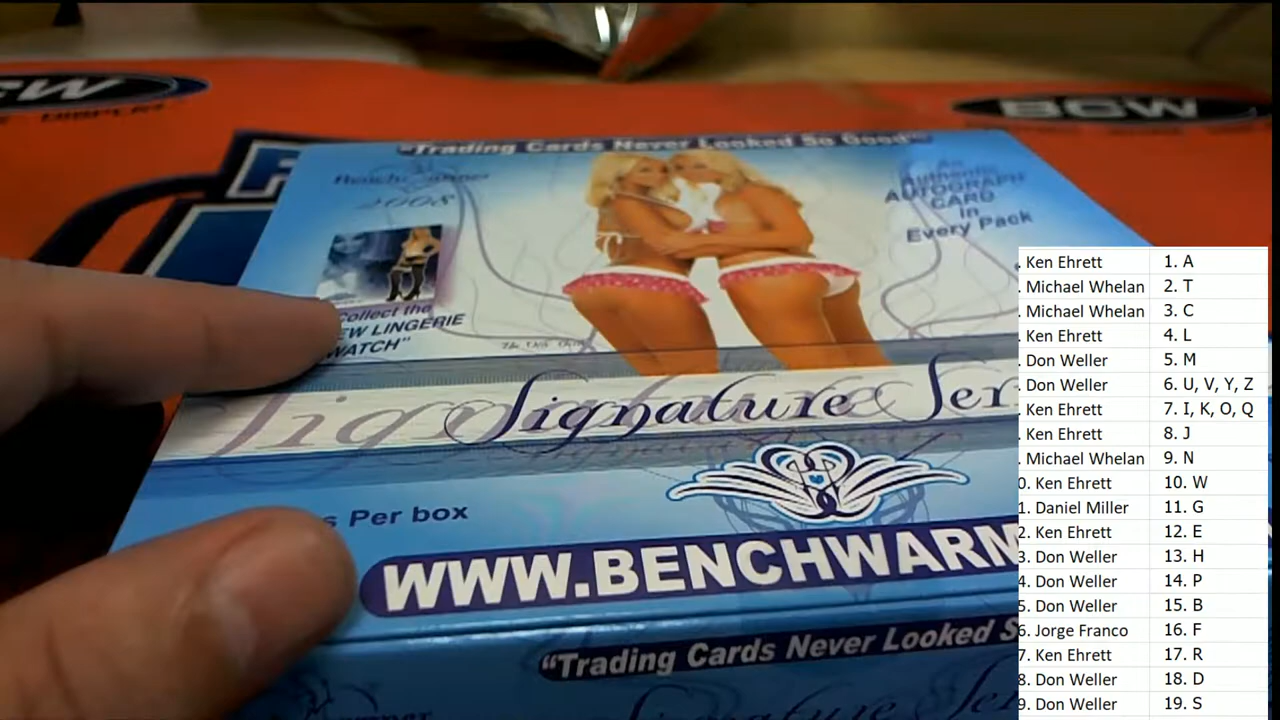 BCW
DISPLAY
"Trading Cards Never Looked So Good"
BenchWarmer
2008
An
Authentic
AUTOGRAPH
CARD
in
Every Pack
Collect the
EW LINGERIE
WATCH"
Signature Ser
s Per box
WWW.BENCHWARM
"Trading Cards Never Looked S
. Ken Ehrett 1. A
. Michael Whelan 2. T
. Michael Whelan 3. C
. Ken Ehrett 4. L
. Don Weller 5. M
. Don Weller 6. U, V, Y, Z
. Ken Ehrett 7. I, K, O, Q
. Ken Ehrett 8. J
. Michael Whelan 9. N
0. Ken Ehrett 10. W
1. Daniel Miller 11. G
2. Ken Ehrett 12. E
3. Don Weller 13. H
4. Don Weller 14. P
5. Don Weller 15. B
6. Jorge Franco 16. F
7. Ken Ehrett 17. R
8. Don Weller 18. D
9. Don Weller 19. S